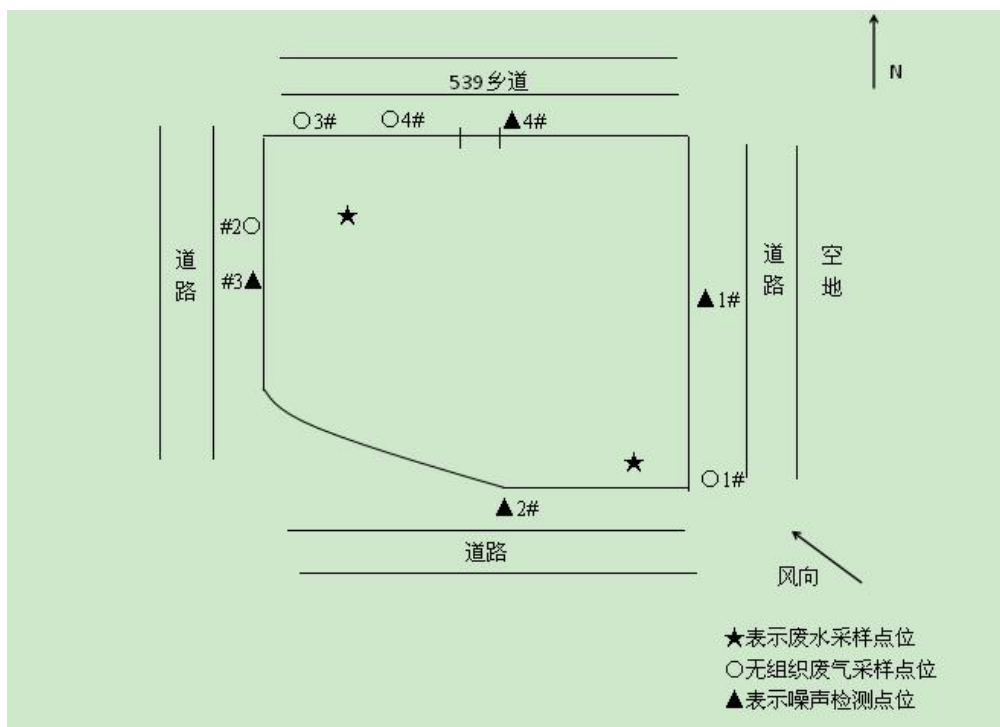 N
539乡道
○3#
○4#
▲4#
#2○
道路
#3▲
▲1#
道路
空地
○1#
▲2#
道路
风向
★表示废水采样点位
○无组织废气采样点位
▲表示噪声检测点位